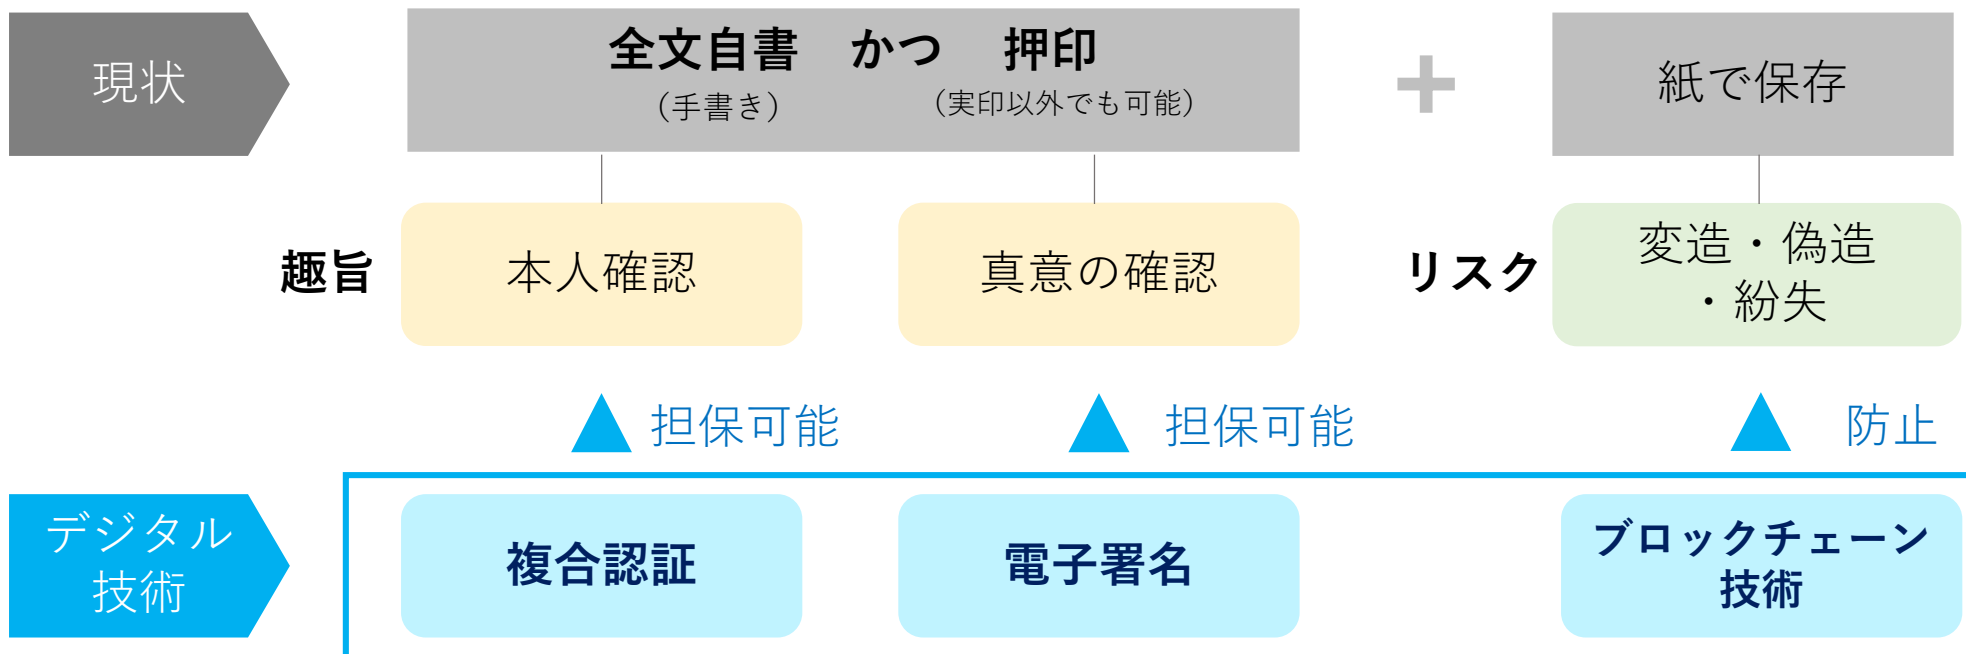 現状
全文自書　かつ　押印
（手書き）　（実印以外でも可能）
+
紙で保存
趣旨
本人確認
真意の確認
リスク
変造・偽造
・紛失
担保可能
担保可能
防止
デジタル
技術
複合認証
電子署名
ブロックチェーン
技術